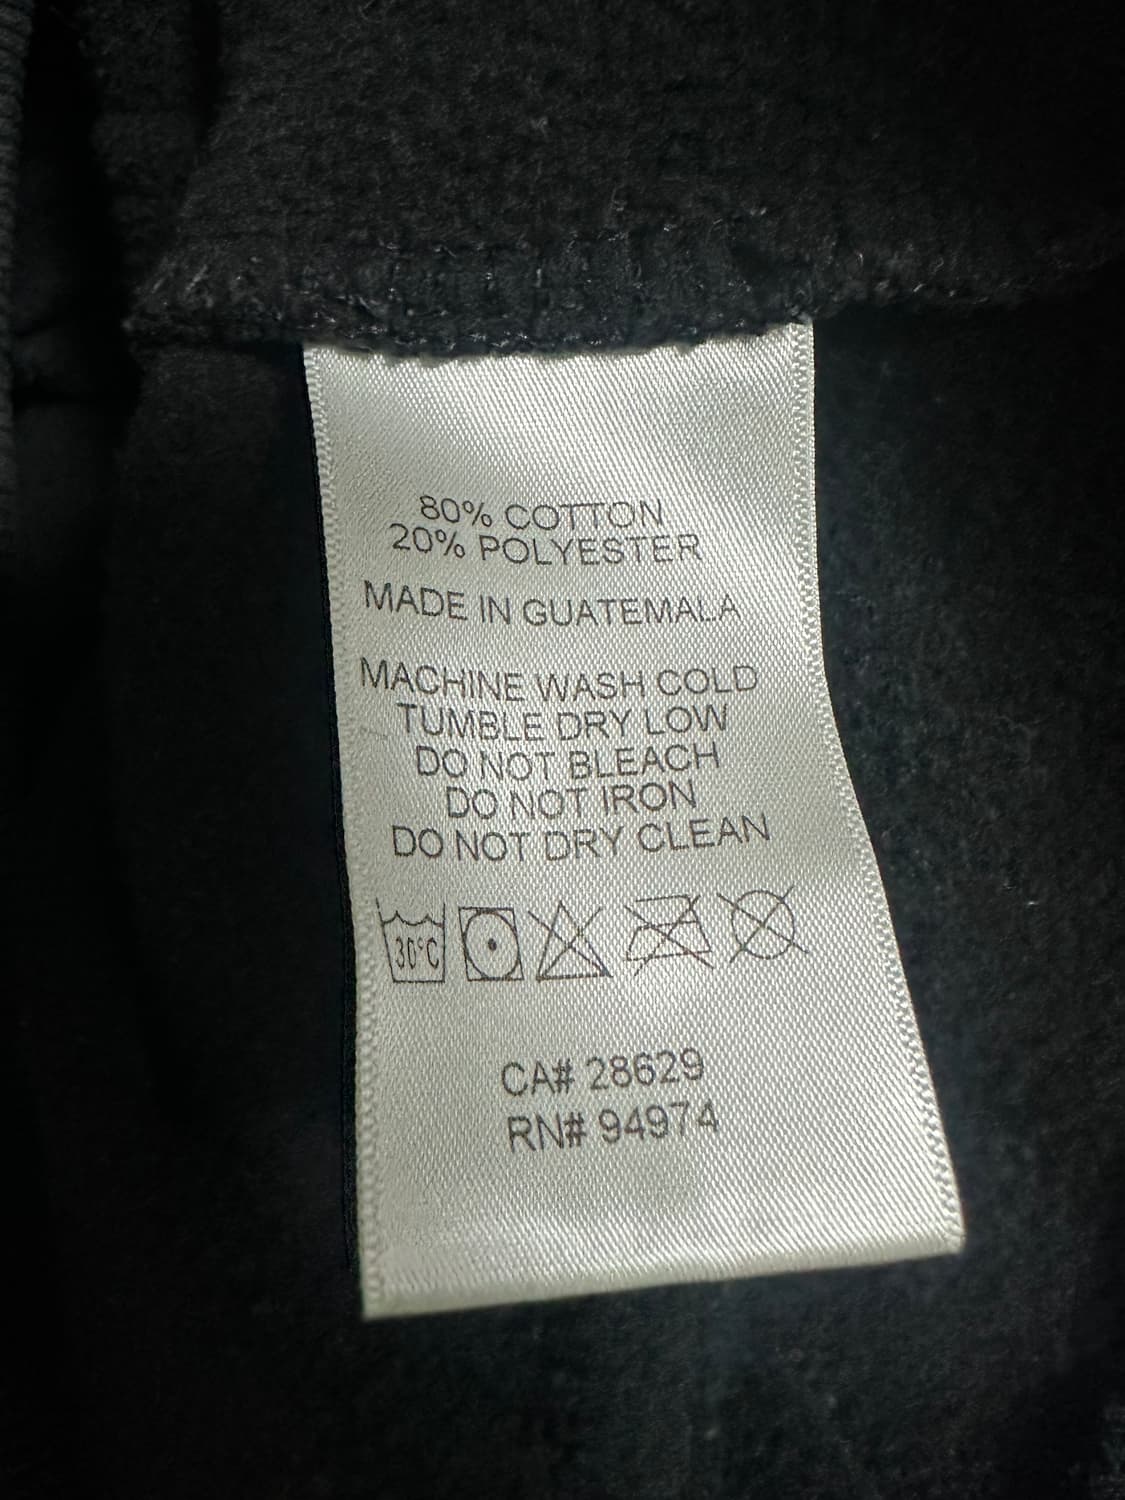 80% COTTON
20% POLYESTER
MADE IN GUATEMALA
MACHINE WASH COLD
TUMBLE DRY LOW
DO NOT BLEACH
DO NOT IRON
DO NOT DRY CLEAN
30°C
CA# 28629
RN# 94974